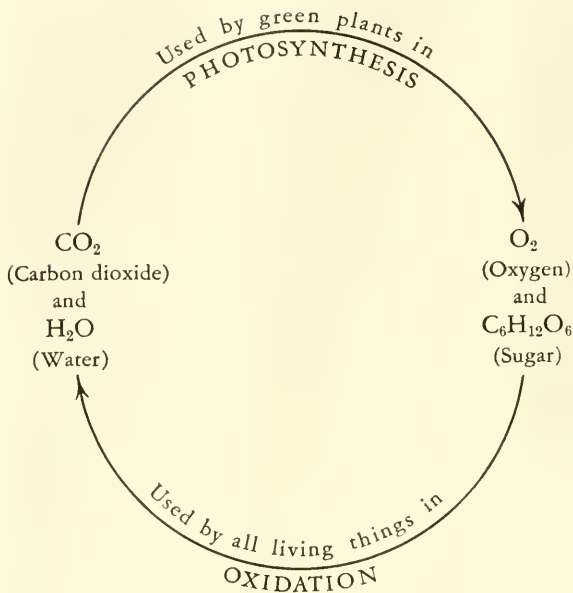 Used by green plants in
PHOTOSYNTHESIS
CO₂
(Carbon dioxide)
and
H₂O
(Water)
O₂
(Oxygen)
and
C₆H₁₂O₆
(Sugar)
Used by all living things in
OXIDATION